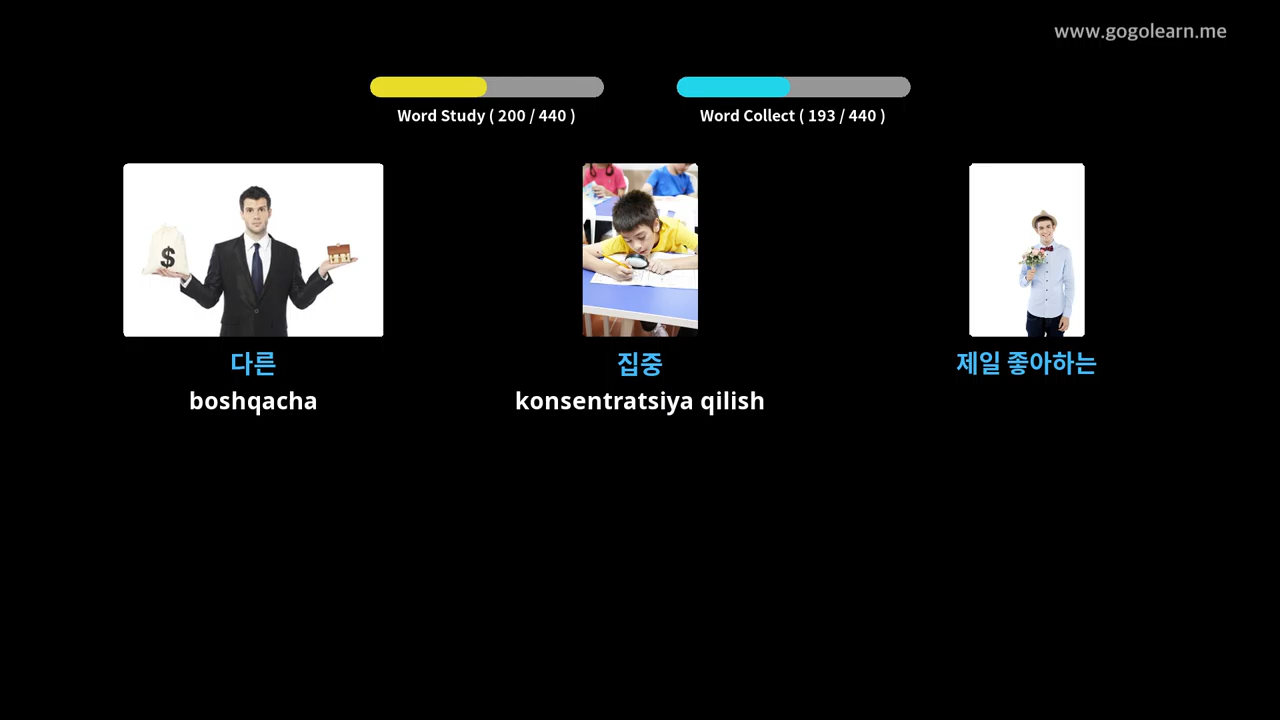 www.gogolearn.me
Word Study ( 200 / 440 )
Word Collect ( 193 / 440 )
$
다른
boshqacha
집중
konsentratsiya qilish
제일 좋아하는